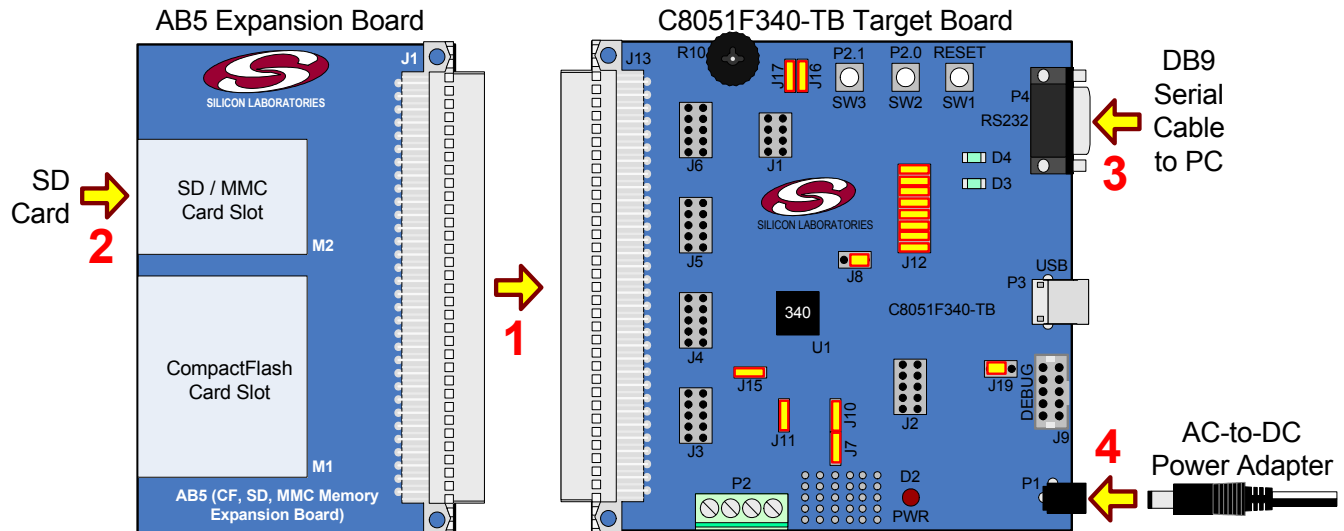 AB5 Expansion Board
C8051F340-TB Target Board
J1
SILICON LABORATORIES
SD
Card
2
SD / MMC
Card Slot
M2
CompactFlash
Card Slot
M1
AB5 (CF, SD, MMC Memory
Expansion Board)
1
J13
R10
J17
J16
P2.1
SW3
P2.0
SW2
RESET
SW1
P4
RS232
DB9
Serial
Cable
to PC
3
J6
J1
D4
D3
SILICON LABORATORIES
J5
J12
J8
USB
P3
340
U1
C8051F340-TB
J4
J15
J19
DEBUG
J9
J11
J10
J7
J2
J3
P2
D2
PWR
P1
4
AC-to-DC
Power Adapter